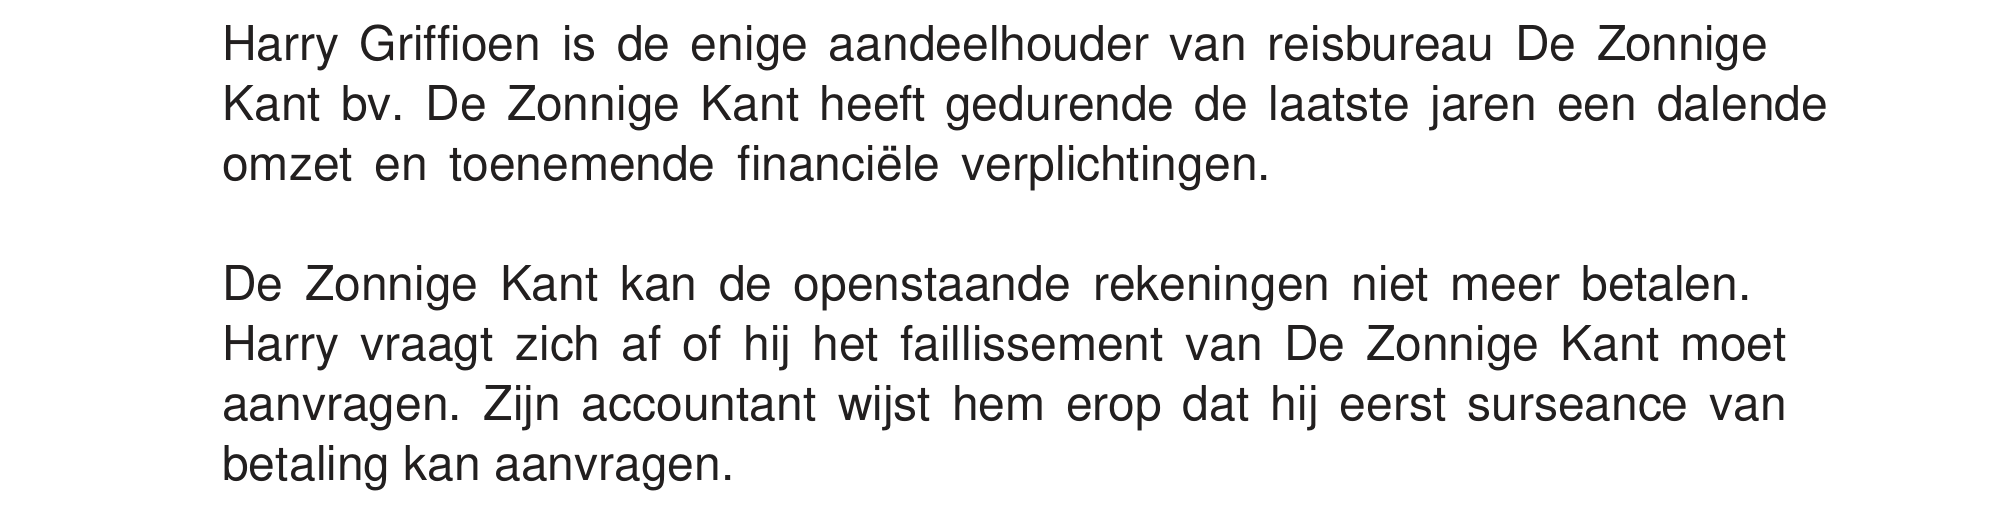 Harry Griffioen is de enige aandeelhouder van reisbureau De Zonnige
Kant bv. De Zonnige Kant heeft gedurende de laatste jaren een dalende
omzet en toenemende financiële verplichtingen.
De Zonnige Kant kan de openstaande rekeningen niet meer betalen.
Harry vraagt zich af of hij het faillissement van De Zonnige Kant moet
aanvragen. Zijn accountant wijst hem erop dat hij eerst surseance van
betaling kan aanvragen.